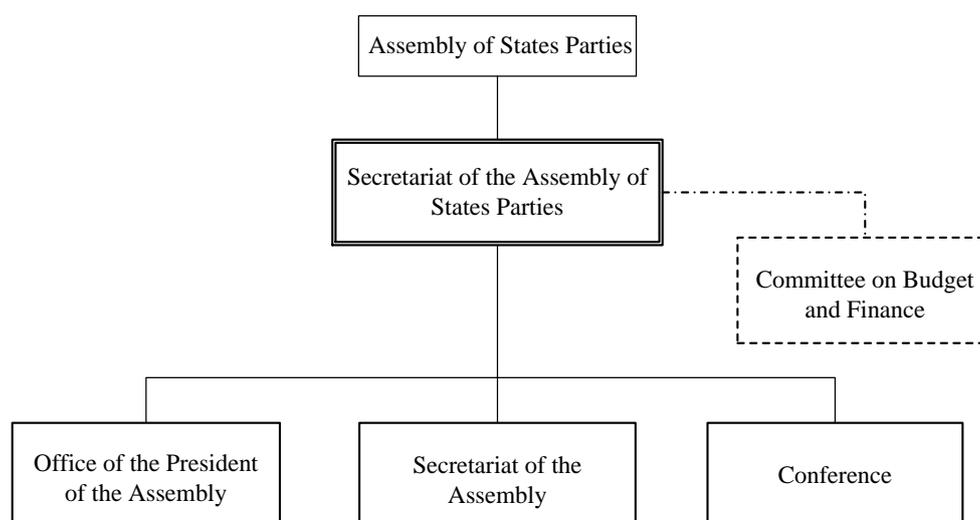 Assembly of States Parties
Secretariat of the Assembly of
States Parties
Committee on Budget
and Finance
Office of the President
of the Assembly
Secretariat of the
Assembly
Conference